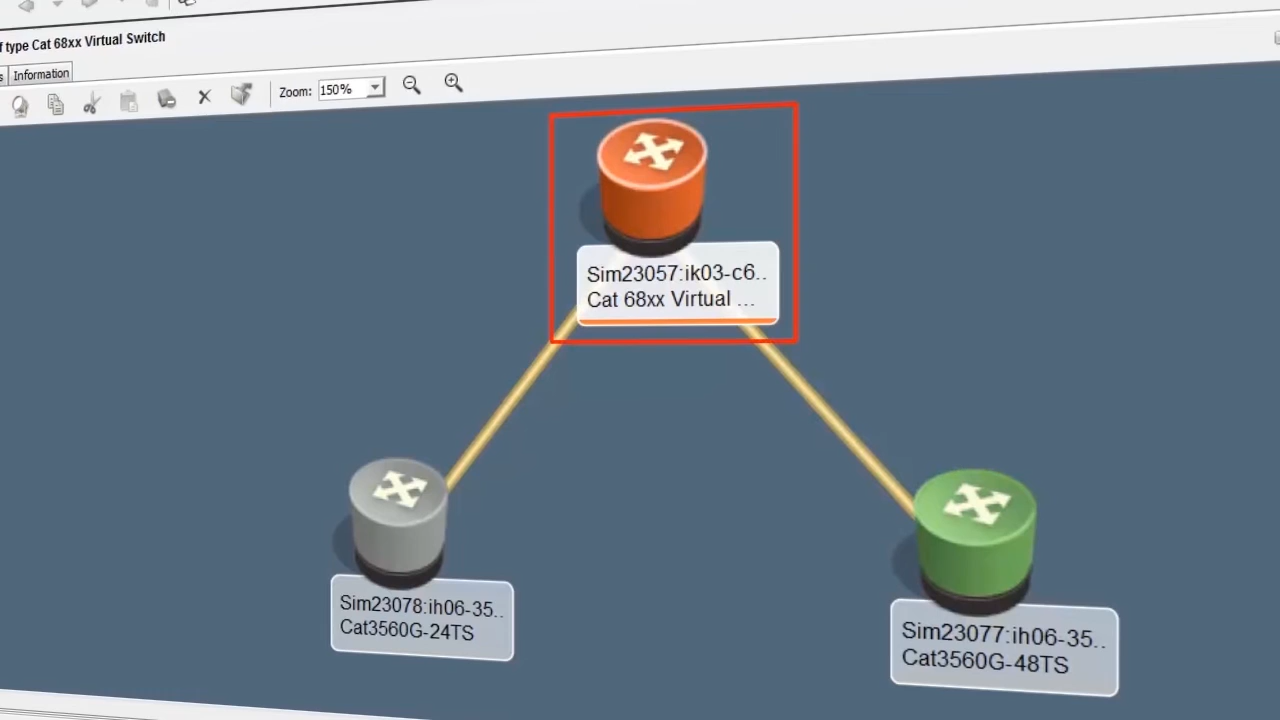 f type Cat 68xx Virtual Switch
s
Information
Zoom: 150%
Sim23057:ik03-c6..
Cat 68xx Virtual ...
Sim23078:ih06-35..
Cat3560G-24TS
Sim23077:ih06-35..
Cat3560G-48TS